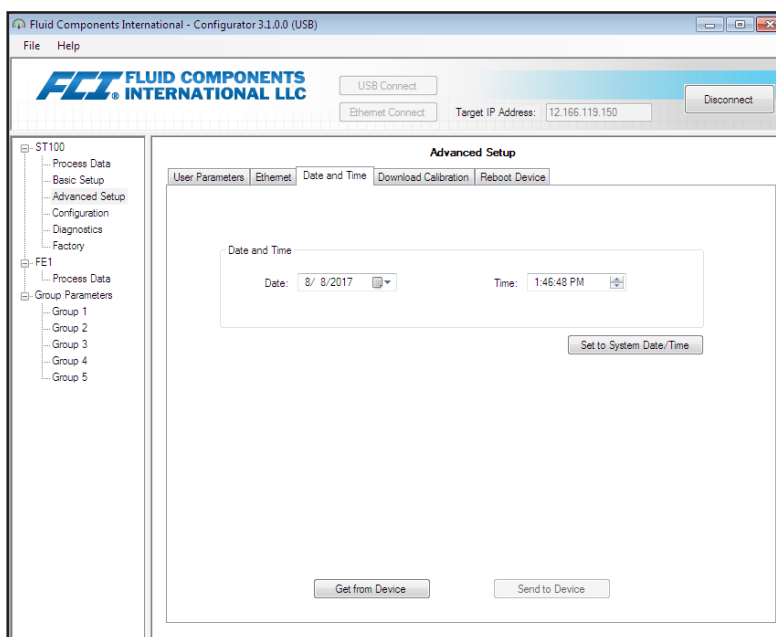 Fluid Components International - Configurator 3.1.0.0 (USB)
File Help
FCI® FLUID COMPONENTS
INTERNATIONAL LLC
USB Connect
Ethernet Connect
Target IP Address: 12.166.119.150
Disconnect
ST100
Process Data
Basic Setup
Advanced Setup
Configuration
Diagnostics
Factory
FE1
Process Data
Group Parameters
Group 1
Group 2
Group 3
Group 4
Group 5
Advanced Setup
User Parameters Ethernet Date and Time Download Calibration Reboot Device
Date and Time
Date: 8/ 8/2017 Time: 1:46:48 PM
Set to System Date/Time
Get from Device Send to Device